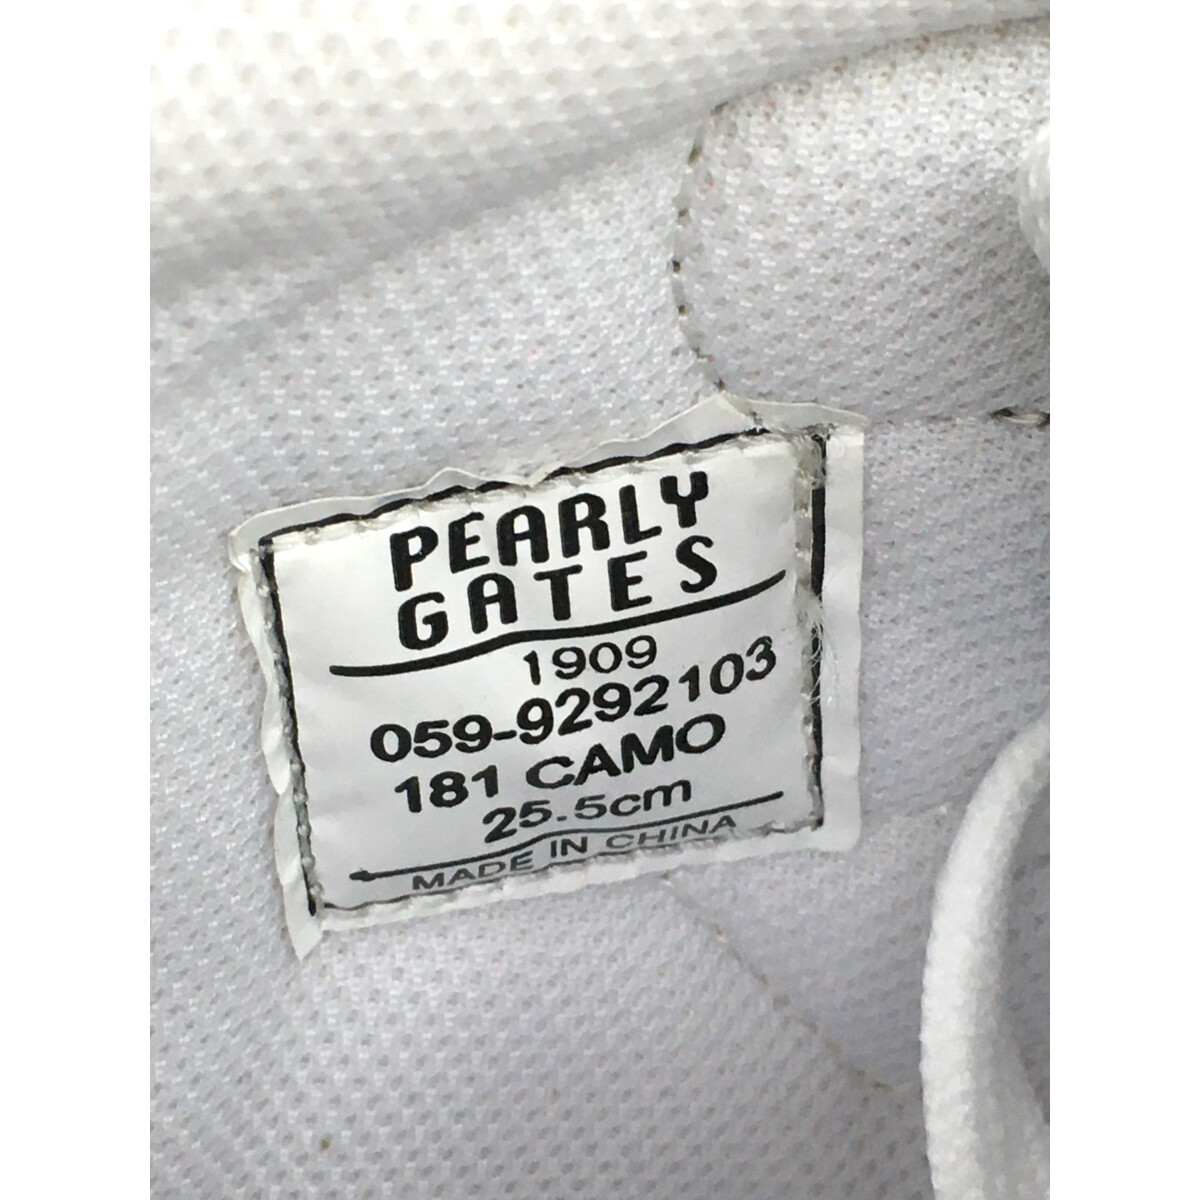 PEARLY
GATES
1909
059-9292103
181 CAMO
25.5cm
MADE IN CHINA